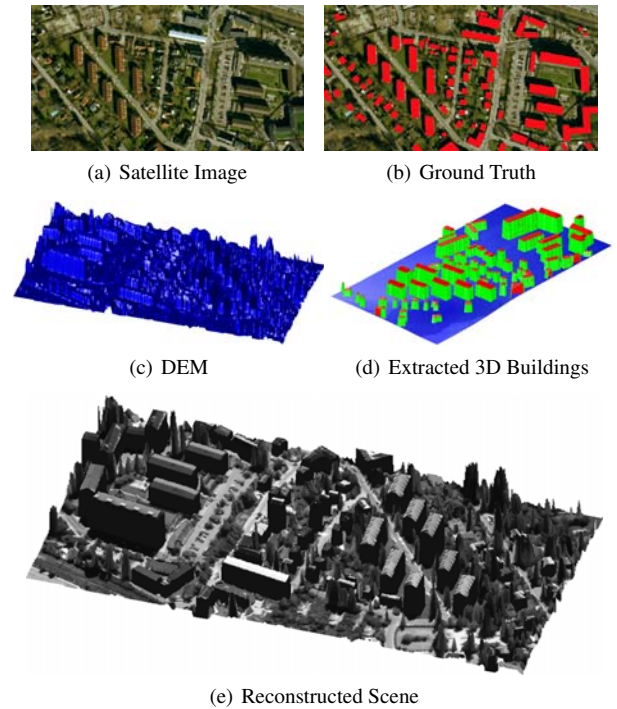 (a) Satellite Image
(b) Ground Truth
(c) DEM
(d) Extracted 3D Buildings
(e) Reconstructed Scene